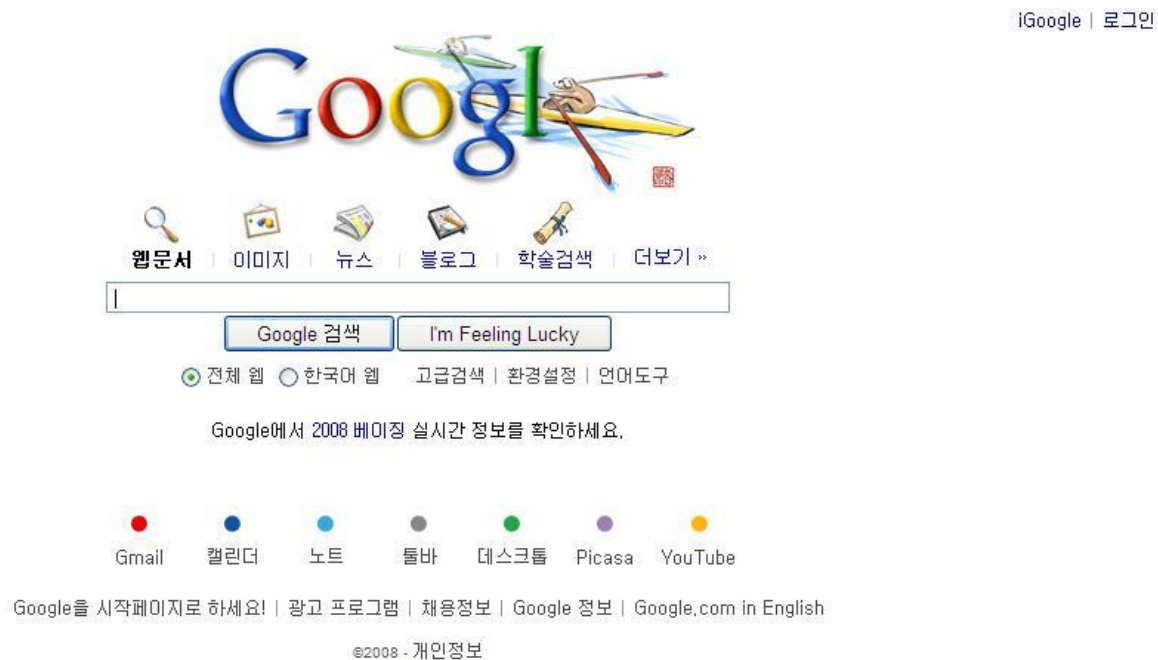 iGoogle | 로그인
Googl
웹문서 | 이미지 | 뉴스 | 블로그 | 학술검색 | 더보기 »
Google 검색 I'm Feeling Lucky
전체 웹 한국어 웹 고급검색 | 환경설정 | 언어도구
Google에서 2008 베이징 실시간 정보를 확인하세요.
Gmail 캘린더 노트 툴바 데스크톱 Picasa YouTube
Google을 시작페이지로 하세요! | 광고 프로그램 | 채용정보 | Google 정보 | Google.com in English
©2008 - 개인정보